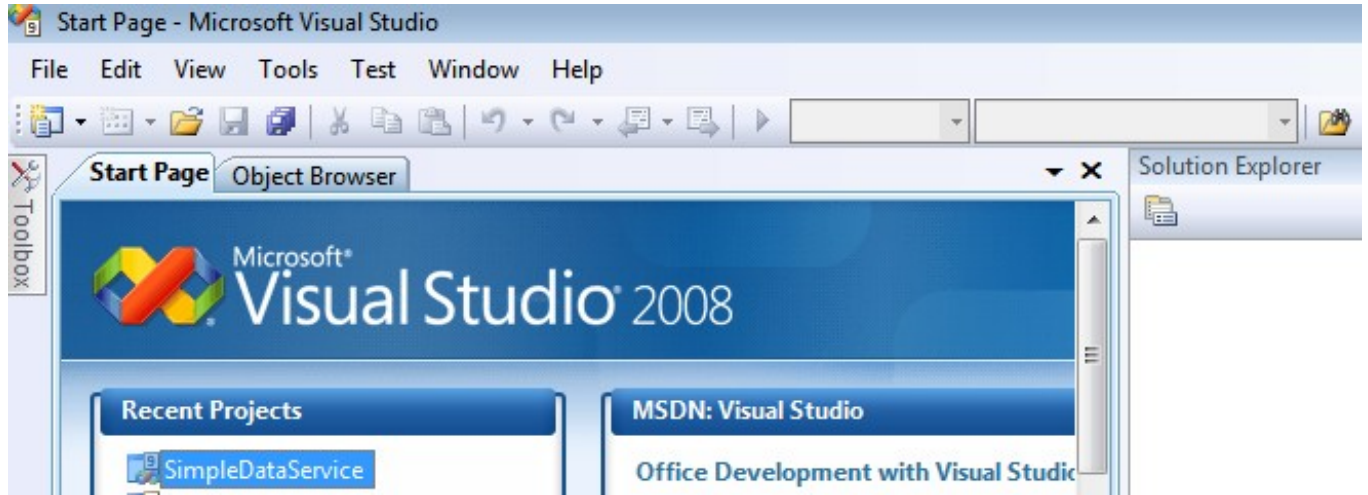 Start Page - Microsoft Visual Studio
File Edit View Tools Test Window Help
Toolbox
Start Page Object Browser
Solution Explorer
Microsoft®
Visual Studio® 2008
Recent Projects
MSDN: Visual Studio
SimpleDataService
Office Development with Visual Studio